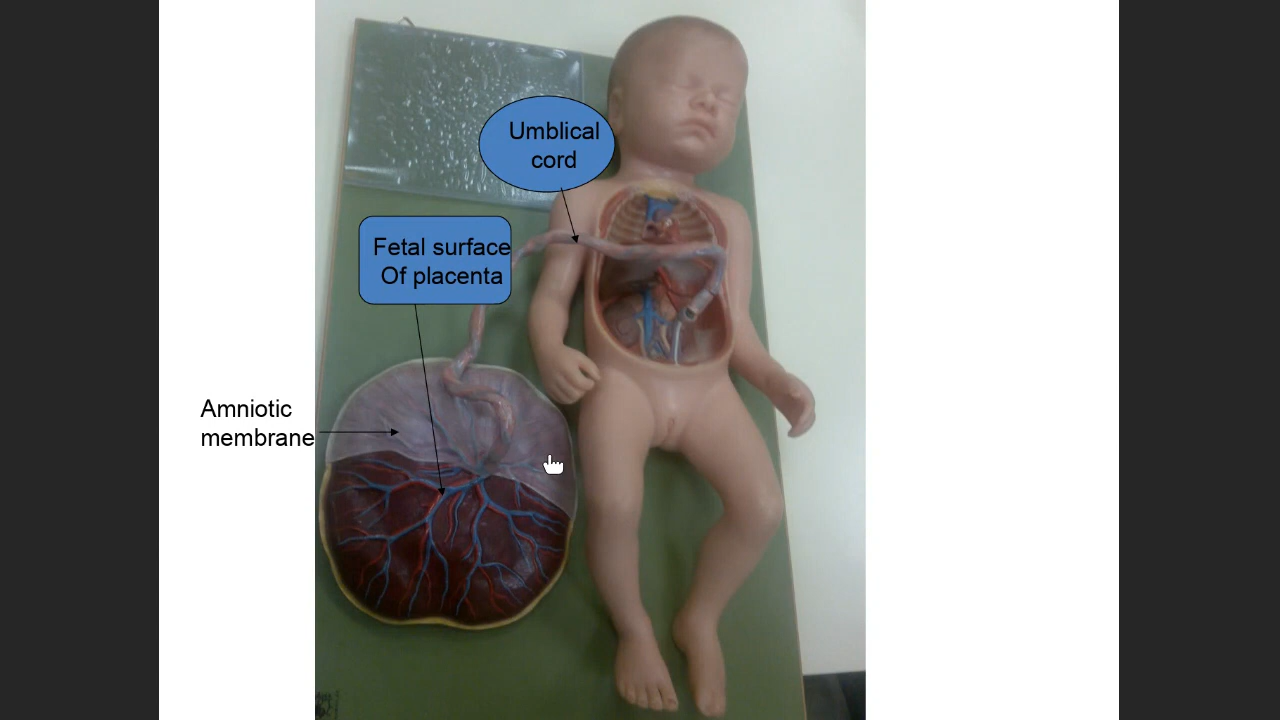 Umblical
cord
Fetal surface
Of placenta
Amniotic
membrane